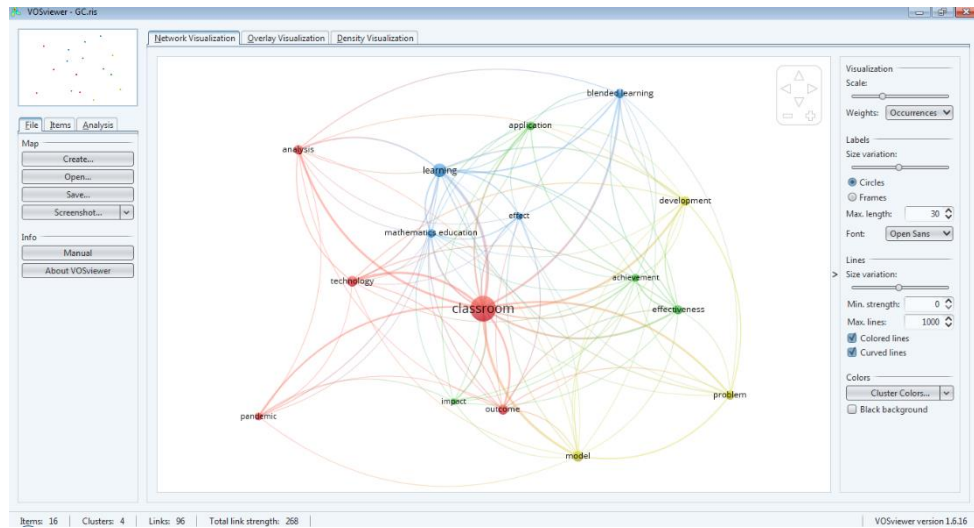 VOSviewer - GC.ris
File
Items
Analysis
Map
Create...
Open...
Save...
Screenshot...
Info
Manual
About VOSviewer
Network Visualization
Overlay Visualization
Density Visualization
blended learning
application
analysis
learning
development
effect
mathematics education
technology
achievement
classroom
effectiveness
problem
impact
outcome
pandemic
model
Visualization
Scale:
Weights: Occurrences
Labels
Size variation:
Circles
Frames
Max. length: 30
Font: Open Sans
Lines
Size variation:
>
Min. strength: 0
Max. lines: 1000
Colored lines
Curved lines
Colors
Cluster Colors...
Black background
Items: 16 Clusters: 4 Links: 96 Total link strength: 268 VOSviewer version 1.6.16